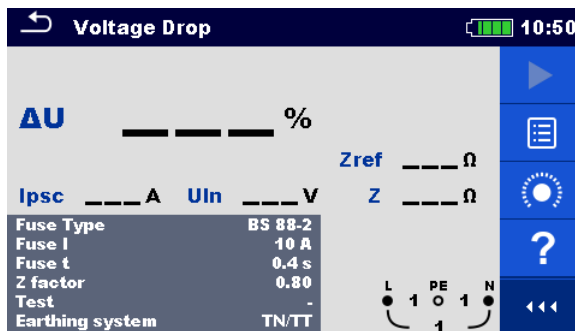 Voltage Drop 10:50
ΔU ___ %
Zref ___ Ω
Ipsc ___ A Uln ___ V Z ___ Ω
Fuse Type BS 88-2
Fuse I 10 A
Fuse t 0.4 s
Z factor 0.80
Test -
Earthing system TN/TT
L PE N
1 1
1
?